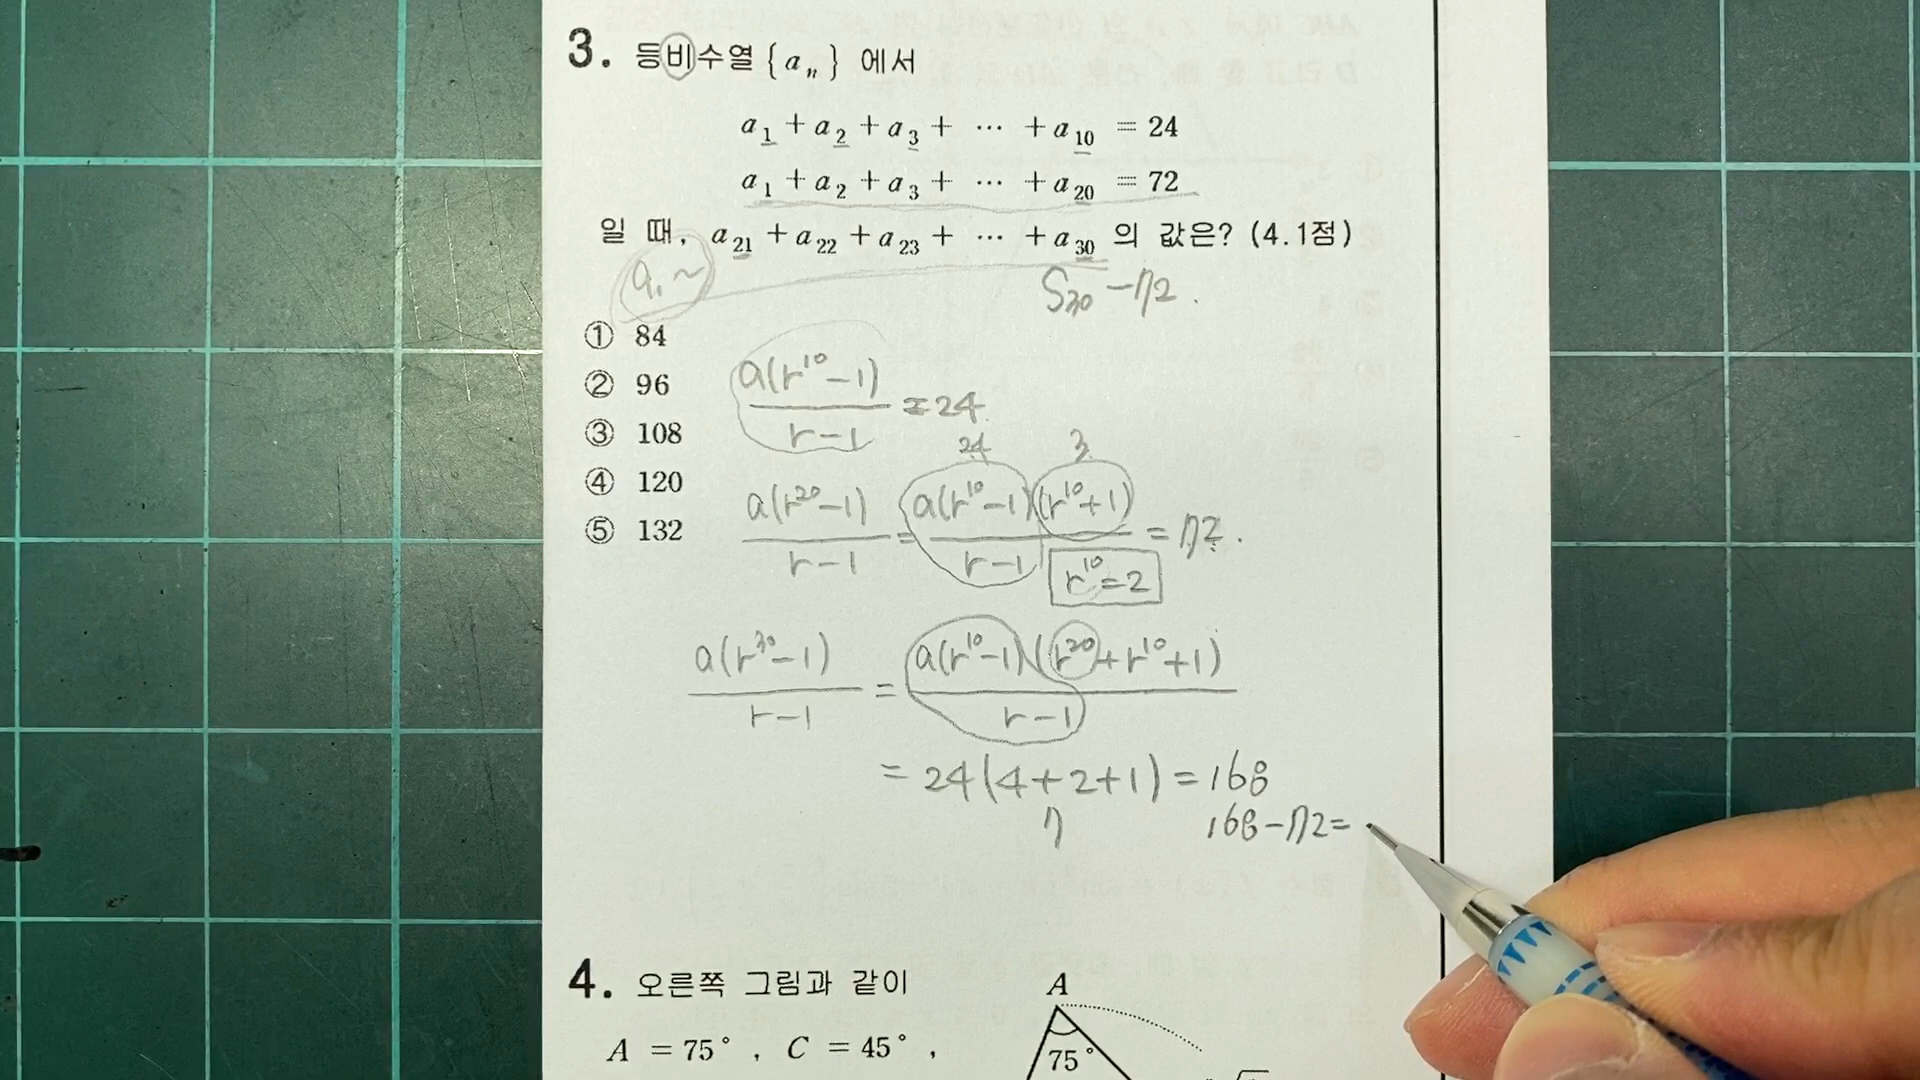 3. 등비수열 {aₙ} 에서
a₁ + a₂ + a₃ + ⋯ + a₁₀ = 24
a₁ + a₂ + a₃ + ⋯ + a₂₀ = 72
일 때, a₂₁ + a₂₂ + a₂₃ + ⋯ + a₃₀ 의 값은? (4.1점)
a₁ ~
S₃₀ - 72.
① 84
② 96
③ 108
④ 120
⑤ 132
a(r¹⁰-1)/(r-1) = 24
24 3
a(r²⁰-1)/(r-1) = a(r¹⁰-1)(r¹⁰+1)/(r-1) = 72.
r¹⁰=2
a(r³⁰-1)/(r-1) = a(r¹⁰-1)(r²⁰+r¹⁰+1)/(r-1)
= 24(4+2+1) = 168
7
168-72=
4. 오른쪽 그림과 같이
A
A = 75°, C = 45°,
75°